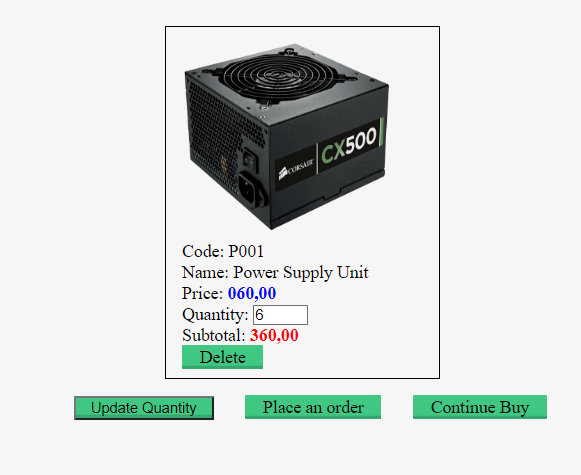 CORSAIR
CX500
Code: P001
Name: Power Supply Unit
Price: 060,00
Quantity: 6
Subtotal: 360,00
Delete
Update Quantity
Place an order
Continue Buy